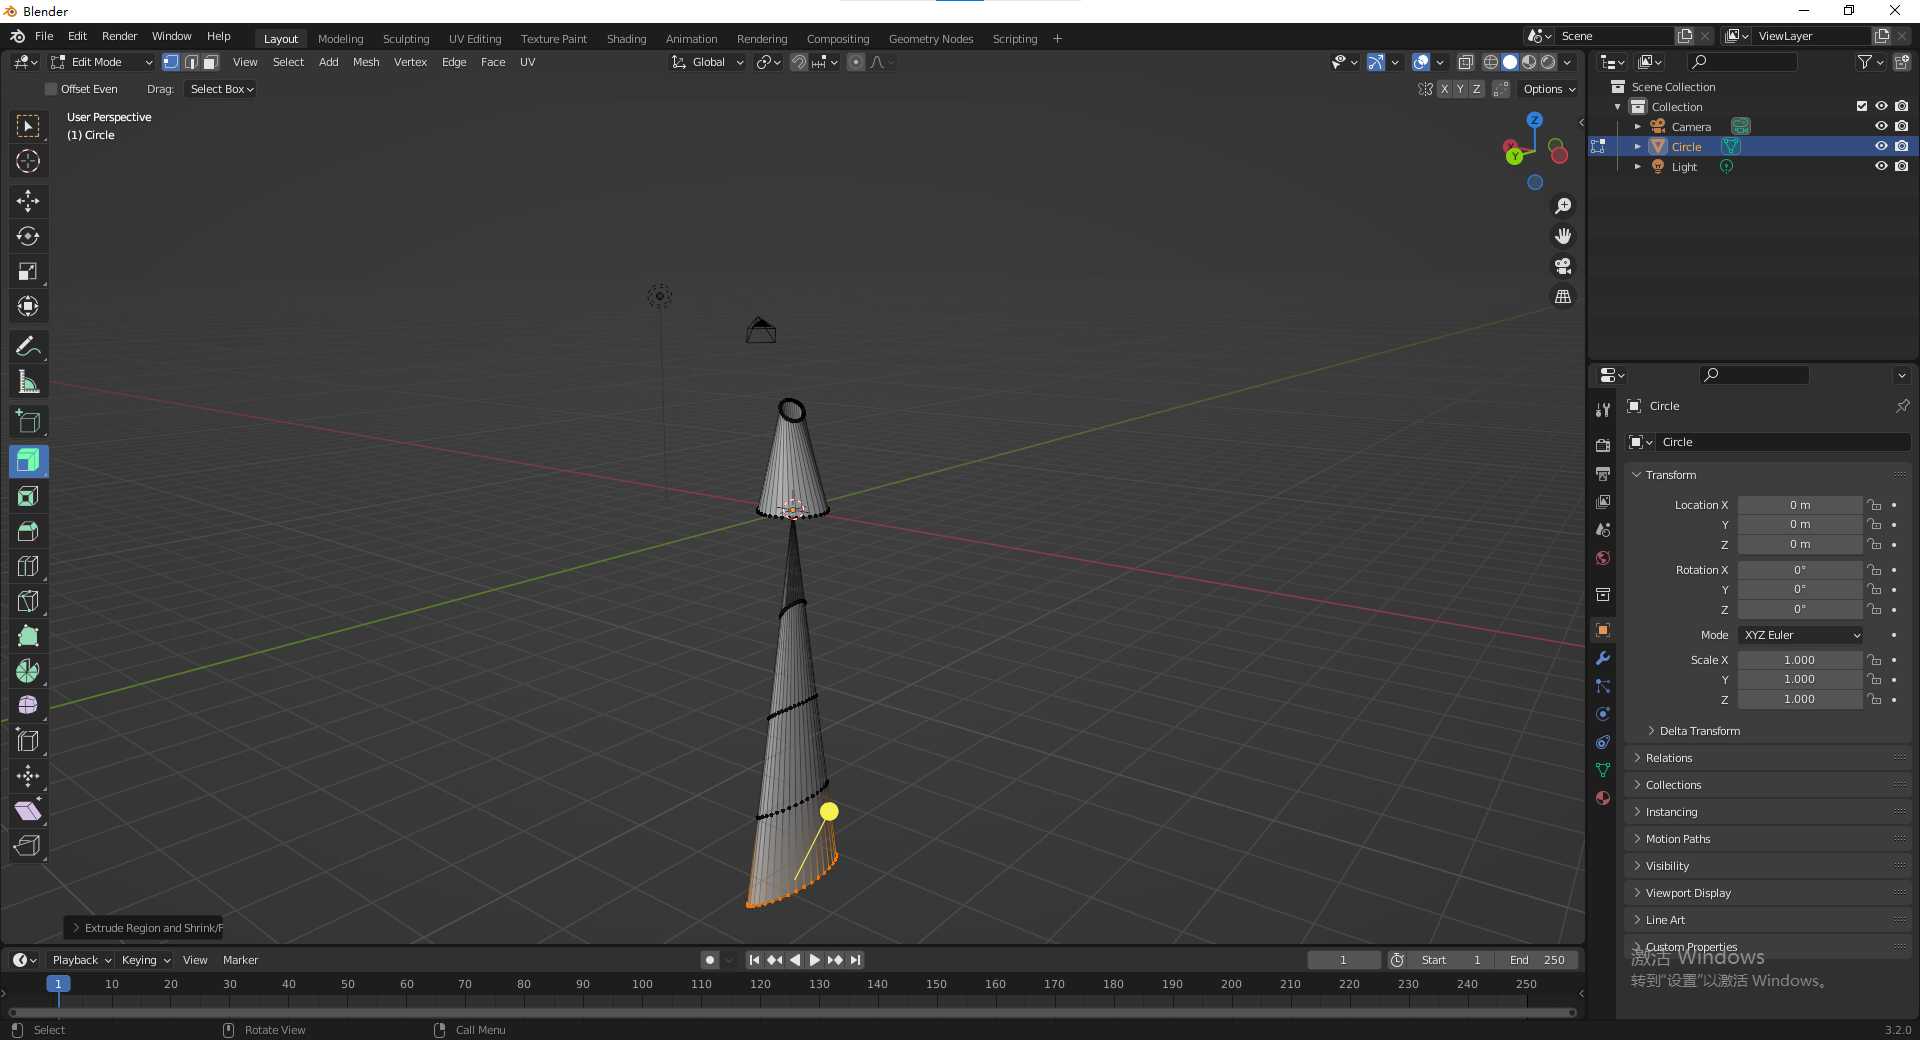 Blender
File Edit Render Window Help Layout Modeling Sculpting UV Editing Texture Paint Shading Animation Rendering Compositing Geometry Nodes Scripting + Scene ViewLayer
Edit Mode View Select Add Mesh Vertex Edge Face UV Global
Offset Even Drag: Select Box X Y Z Options
User Perspective
(1) Circle
Z
X
Y
Scene Collection
Collection
Camera
Circle
Light
Circle
Circle
Transform
Location X 0 m
Y 0 m
Z 0 m
Rotation X 0°
Y 0°
Z 0°
Mode XYZ Euler
Scale X 1.000
Y 1.000
Z 1.000
Delta Transform
Relations
Collections
Instancing
Motion Paths
Visibility
Viewport Display
Line Art
Custom Properties
激活 Windows
转到“设置”以激活 Windows。
Extrude Region and Shrink/F
Playback Keying View Marker 1 Start 1 End 250
1 10 20 30 40 50 60 70 80 90 100 110 120 130 140 150 160 170 180 190 200 210 220 230 240 250
Select Rotate View Call Menu 3.2.0